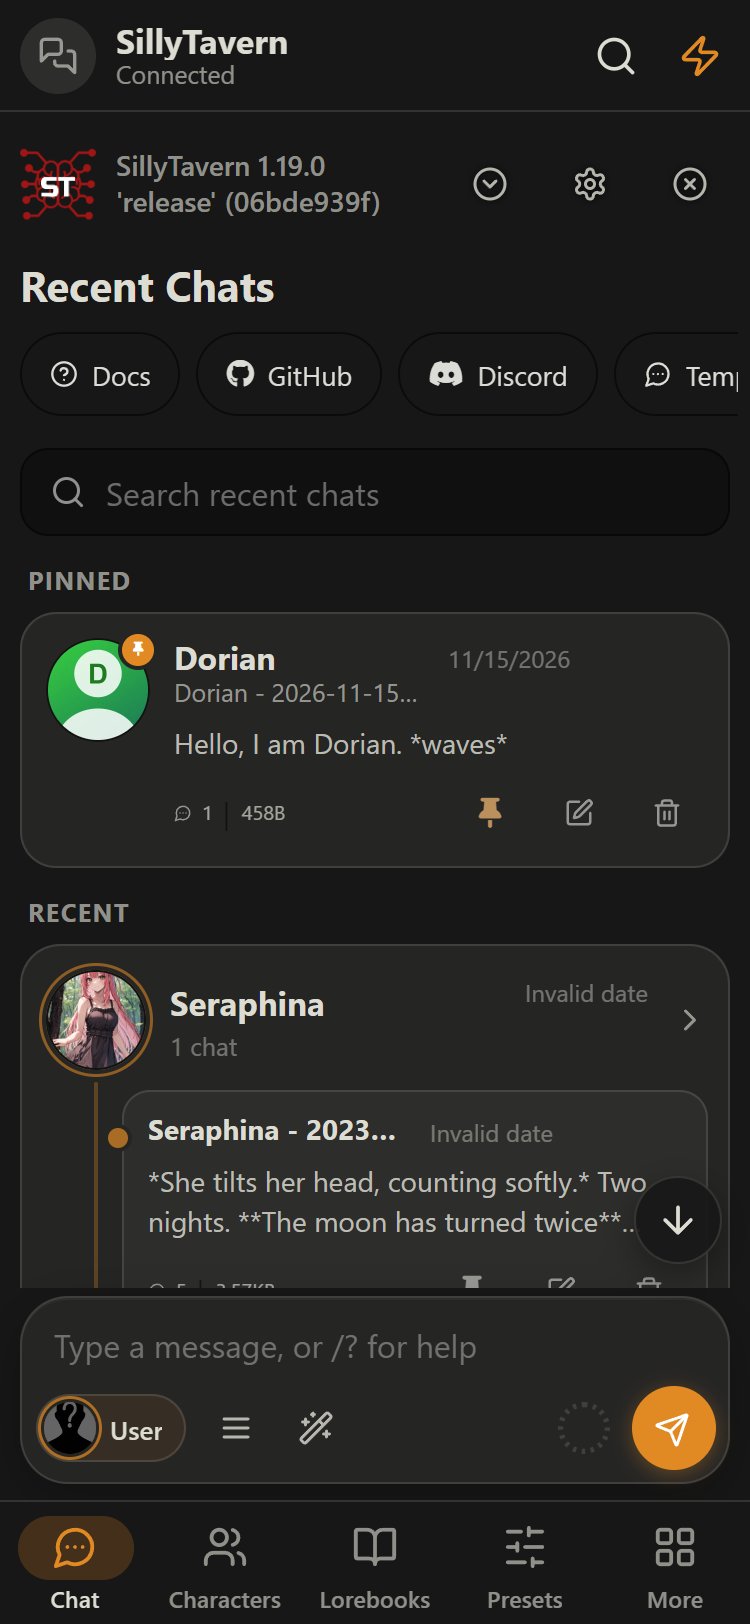 SillyTavern
Connected
ST
SillyTavern 1.19.0
'release' (06bde939f)
Recent Chats
Docs
GitHub
Discord
Temp
Search recent chats
PINNED
D
Dorian
11/15/2026
Dorian - 2026-11-15...
Hello, I am Dorian. *waves*
1
458B
RECENT
Seraphina
Invalid date
1 chat
Seraphina - 2023...
Invalid date
*She tilts her head, counting softly.* Two
nights. **The moon has turned twice**...
Type a message, or /? for help
User
Chat
Characters
Lorebooks
Presets
More